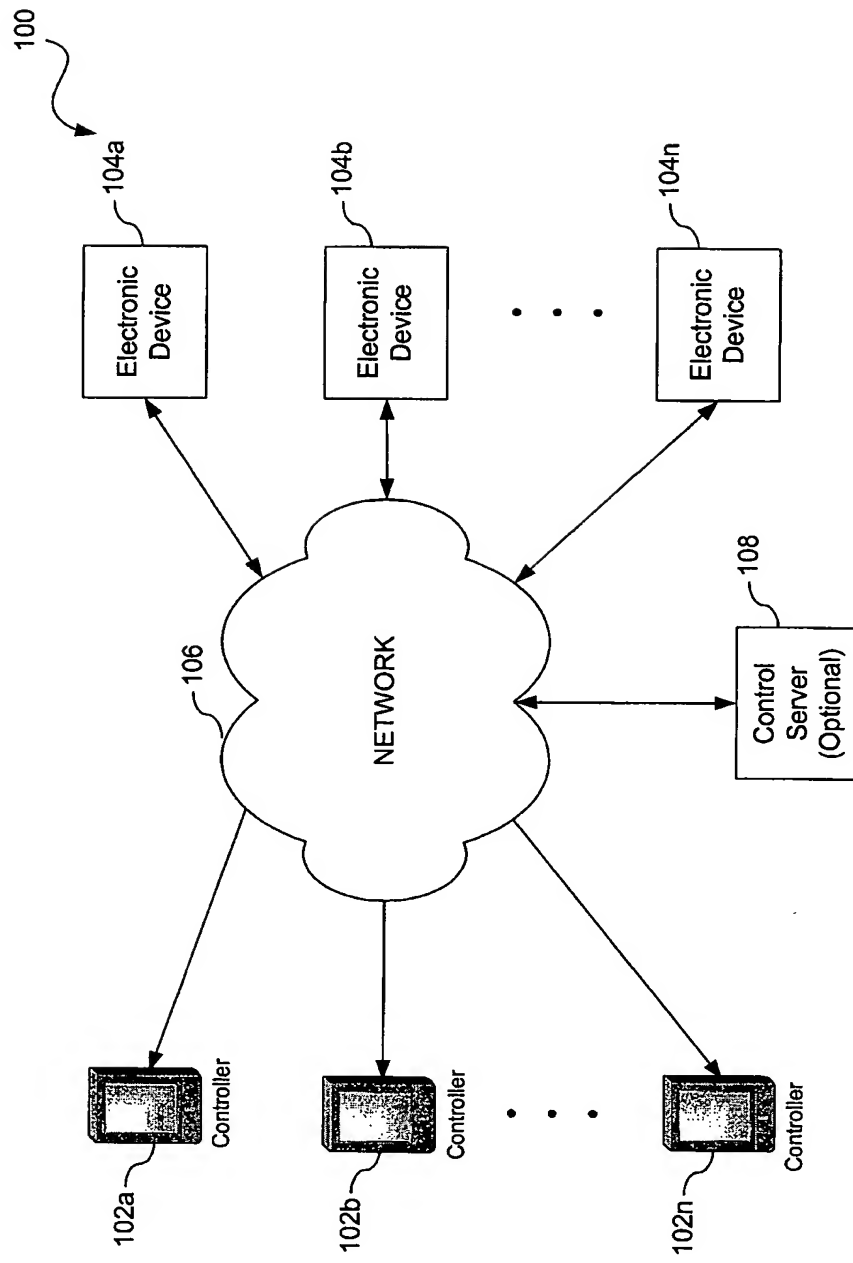 100
102a
Controller
102b
Controller
102n
Controller
106
NETWORK
104a
Electronic
Device
104b
Electronic
Device
104n
Electronic
Device
108
Control
Server
(Optional)